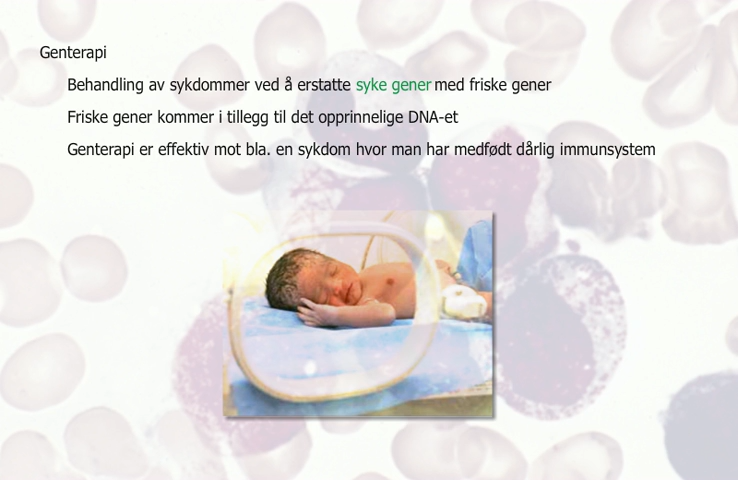 Genterapi
Behandling av sykdommer ved å erstatte syke gener med friske gener
Friske gener kommer i tillegg til det opprinnelige DNA-et
Genterapi er effektiv mot bla. en sykdom hvor man har medfødt dårlig immunsystem